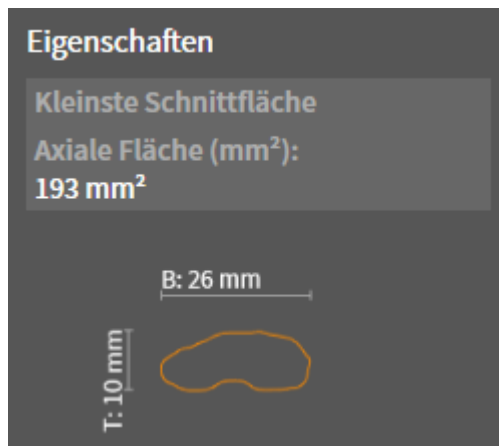 Eigenschaften
Kleinste Schnittfläche
Axiale Fläche (mm²):
193 mm²
B: 26 mm
T: 10 mm